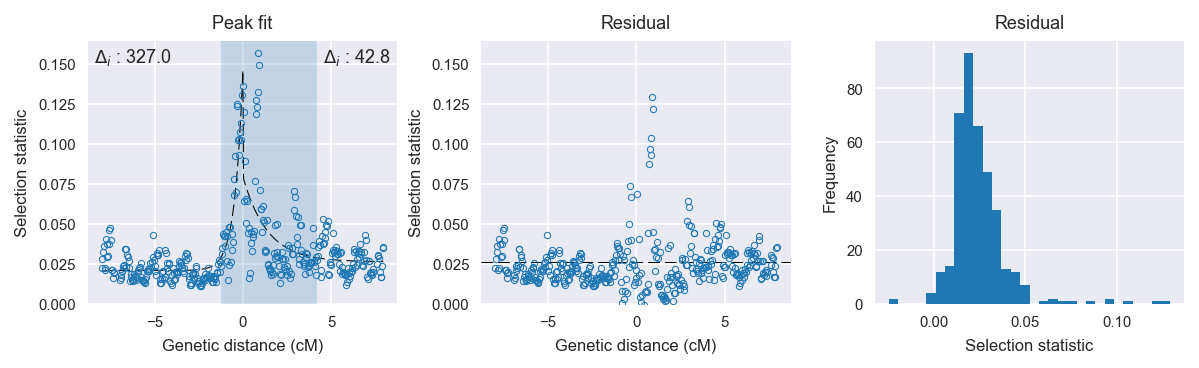 Peak fit
Δi : 327.0
Δi : 42.8
0.150
0.125
0.100
0.075
0.050
0.025
0.000
−5
0
5
Selection statistic
Genetic distance (cM)
Residual
0.150
0.125
0.100
0.075
0.050
0.025
0.000
−5
0
5
Selection statistic
Genetic distance (cM)
Residual
80
60
40
20
0
0.00
0.05
0.10
Frequency
Selection statistic